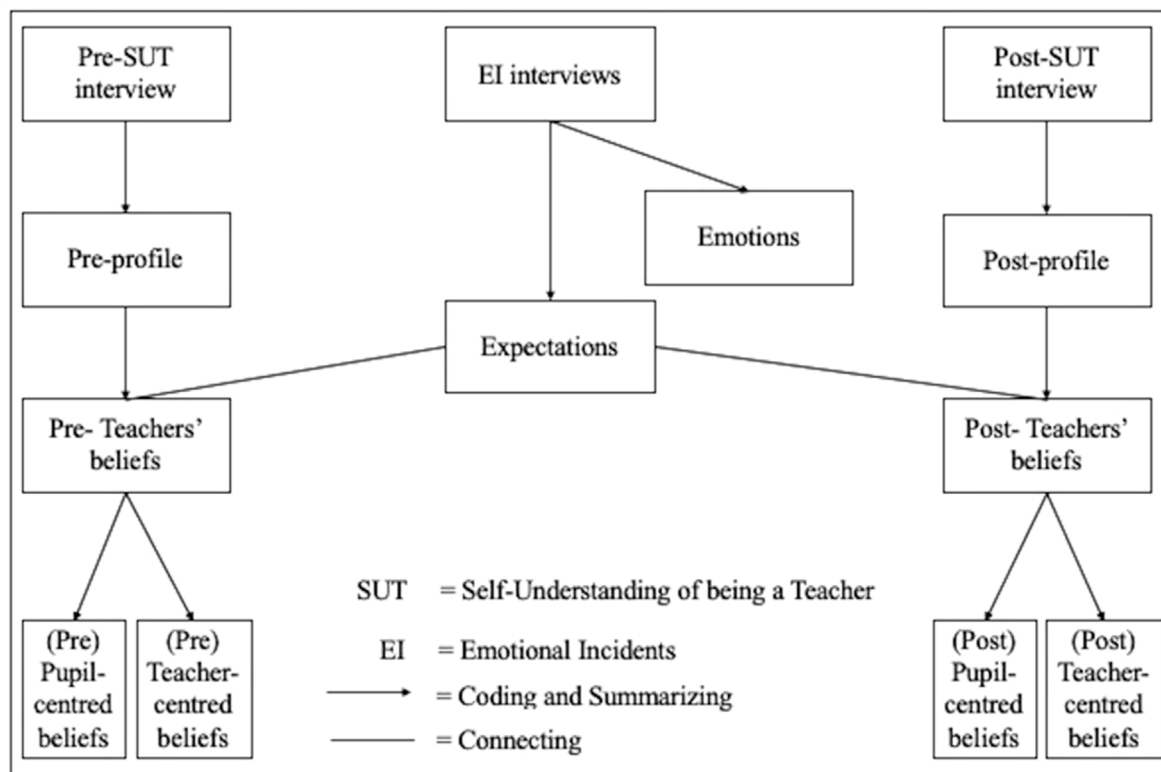 Pre-SUT
interview
EI interviews
Post-SUT
interview
Emotions
Pre-profile
Post-profile
Expectations
Pre- Teachers’
beliefs
Post- Teachers’
beliefs
SUT = Self-Understanding of being a Teacher
EI = Emotional Incidents
= Coding and Summarizing
= Connecting
(Pre)
Pupil-
centred
beliefs
(Pre)
Teacher-
centred
beliefs
(Post)
Pupil-
centred
beliefs
(Post)
Teacher-
centred
beliefs